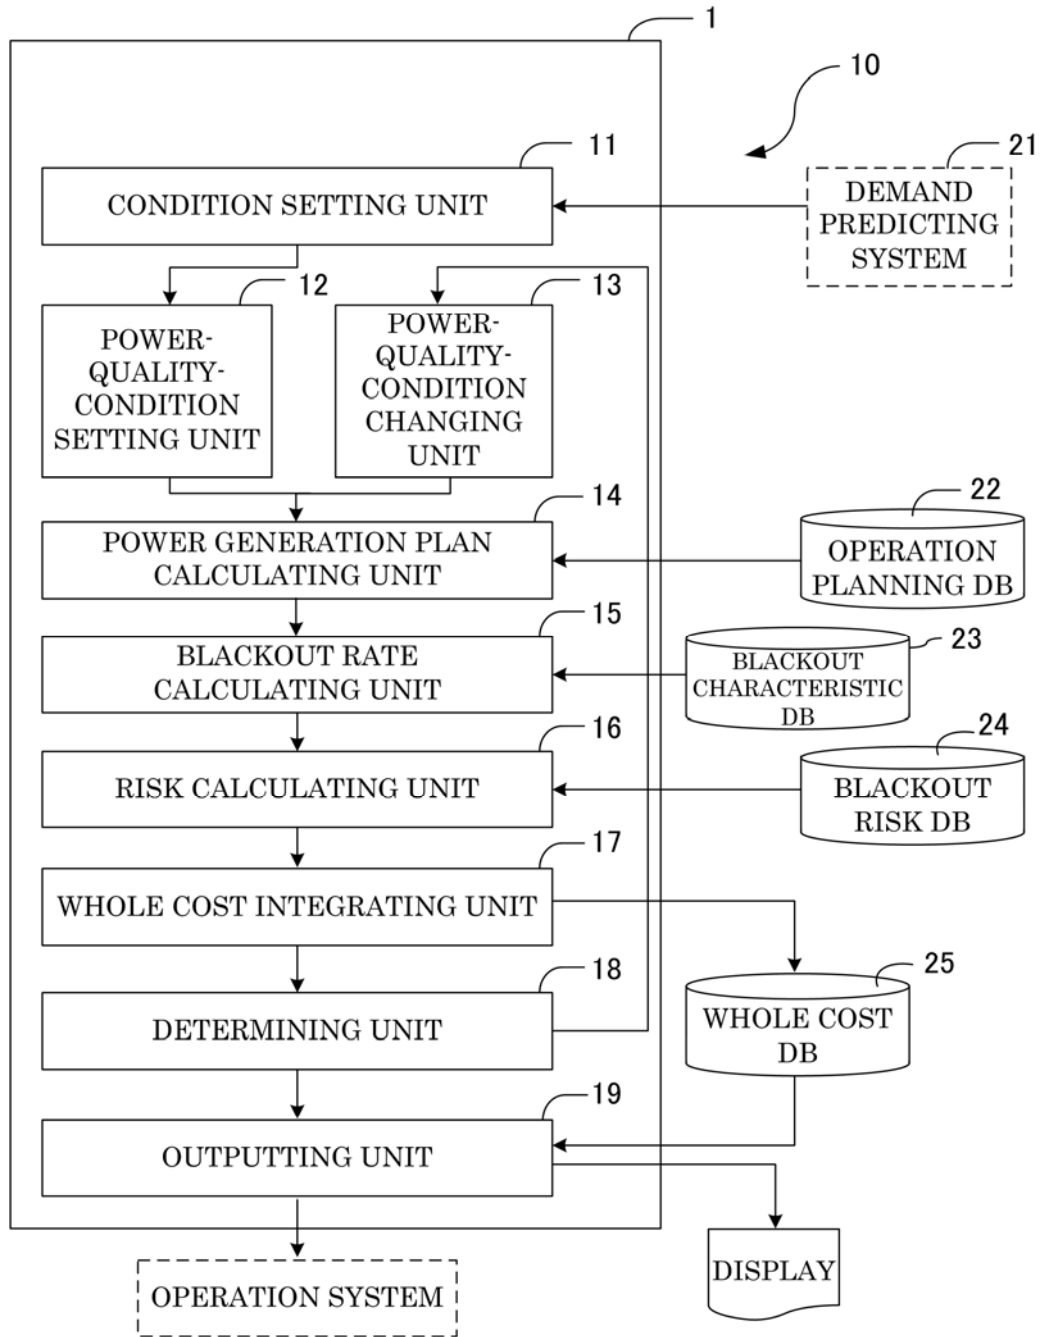 1
10
11
CONDITION SETTING UNIT
21
DEMAND
PREDICTING
SYSTEM
12
POWER-
QUALITY-
CONDITION
SETTING UNIT
13
POWER-
QUALITY-
CONDITION
CHANGING
UNIT
14
POWER GENERATION PLAN
CALCULATING UNIT
22
OPERATION
PLANNING DB
15
BLACKOUT RATE
CALCULATING UNIT
23
BLACKOUT
CHARACTERISTIC
DB
16
RISK CALCULATING UNIT
24
BLACKOUT
RISK DB
17
WHOLE COST INTEGRATING UNIT
18
DETERMINING UNIT
25
WHOLE COST
DB
19
OUTPUTTING UNIT
OPERATION SYSTEM
DISPLAY